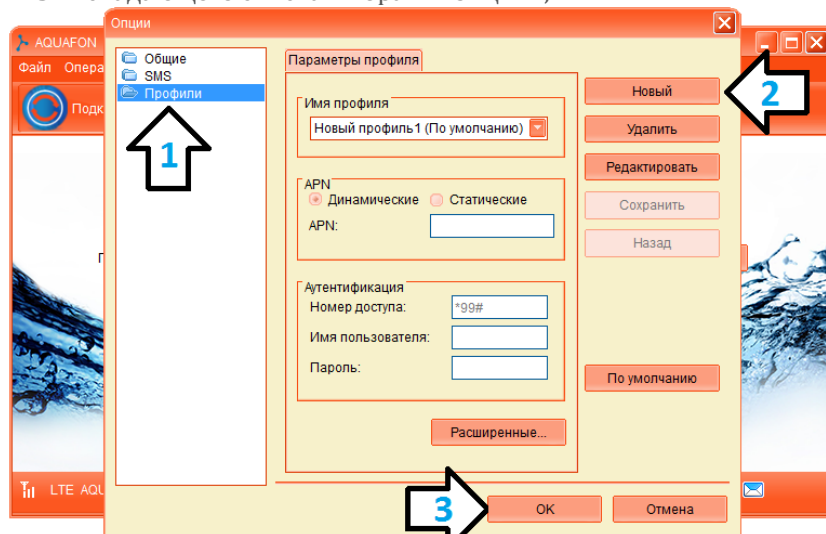 Опции
AQUAFON
Файл Опера
Подк
Общие
SMS
Профили
1
Параметры профиля
Имя профиля
Новый профиль1 (По умолчанию)
APN
Динамические Статические
APN:
Аутентификация
Номер доступа: *99#
Имя пользователя:
Пароль:
Расширенные...
Новый
2
Удалить
Редактировать
Сохранить
Назад
По умолчанию
LTE AQU
3
OK
Отмена